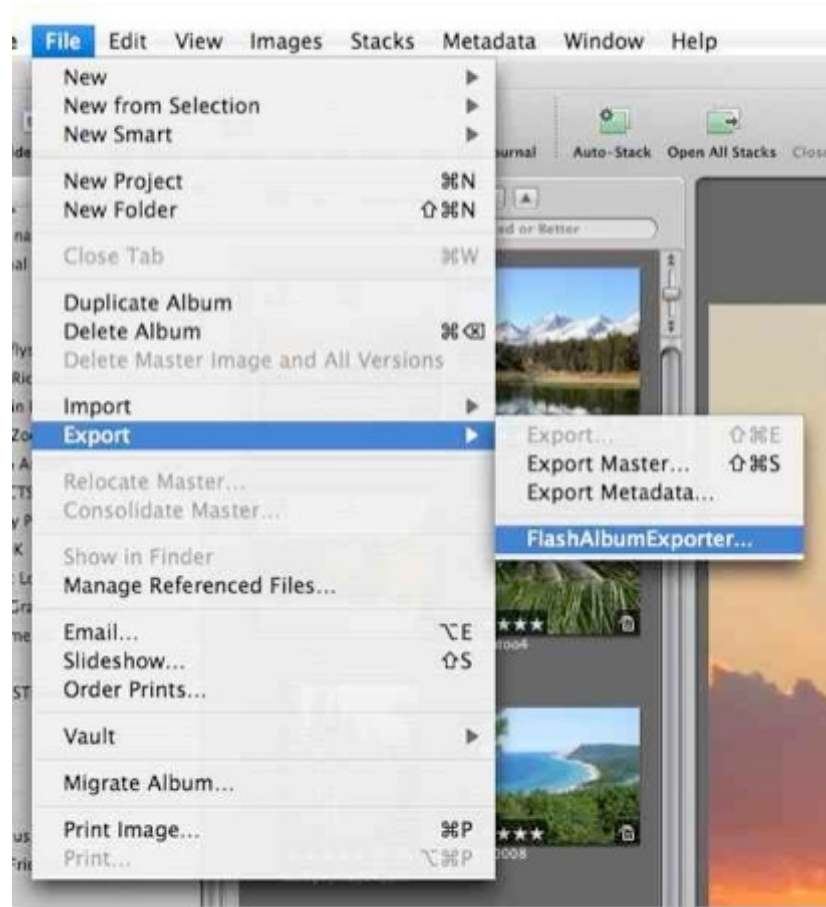 File Edit View Images Stacks Metadata Window Help
New
New from Selection
New Smart
Auto-Stack Open All Stacks
New Project ⌘N
New Folder ⇧⌘N
ed or Better
Close Tab ⌘W
Duplicate Album
Delete Album ⌘⌫
Delete Master Image and All Versions
Import
Export
Export... ⇧⌘E
Export Master... ⇧⌘S
Export Metadata...
FlashAlbumExporter...
Relocate Master...
Consolidate Master...
Show in Finder
Manage Referenced Files...
Email... ⌥E
Slideshow... ⇧S
Order Prints...
Vault
Migrate Album...
Print Image... ⌘P
Print... ⌥⌘P